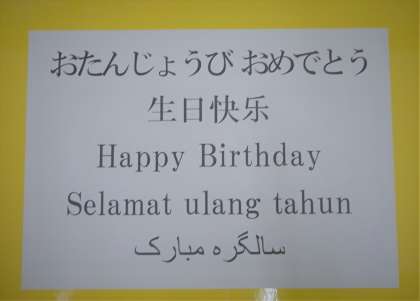 おたんじょうび おめでとう
生日快乐
Happy Birthday
Selamat ulang tahun
سالگره مبارک